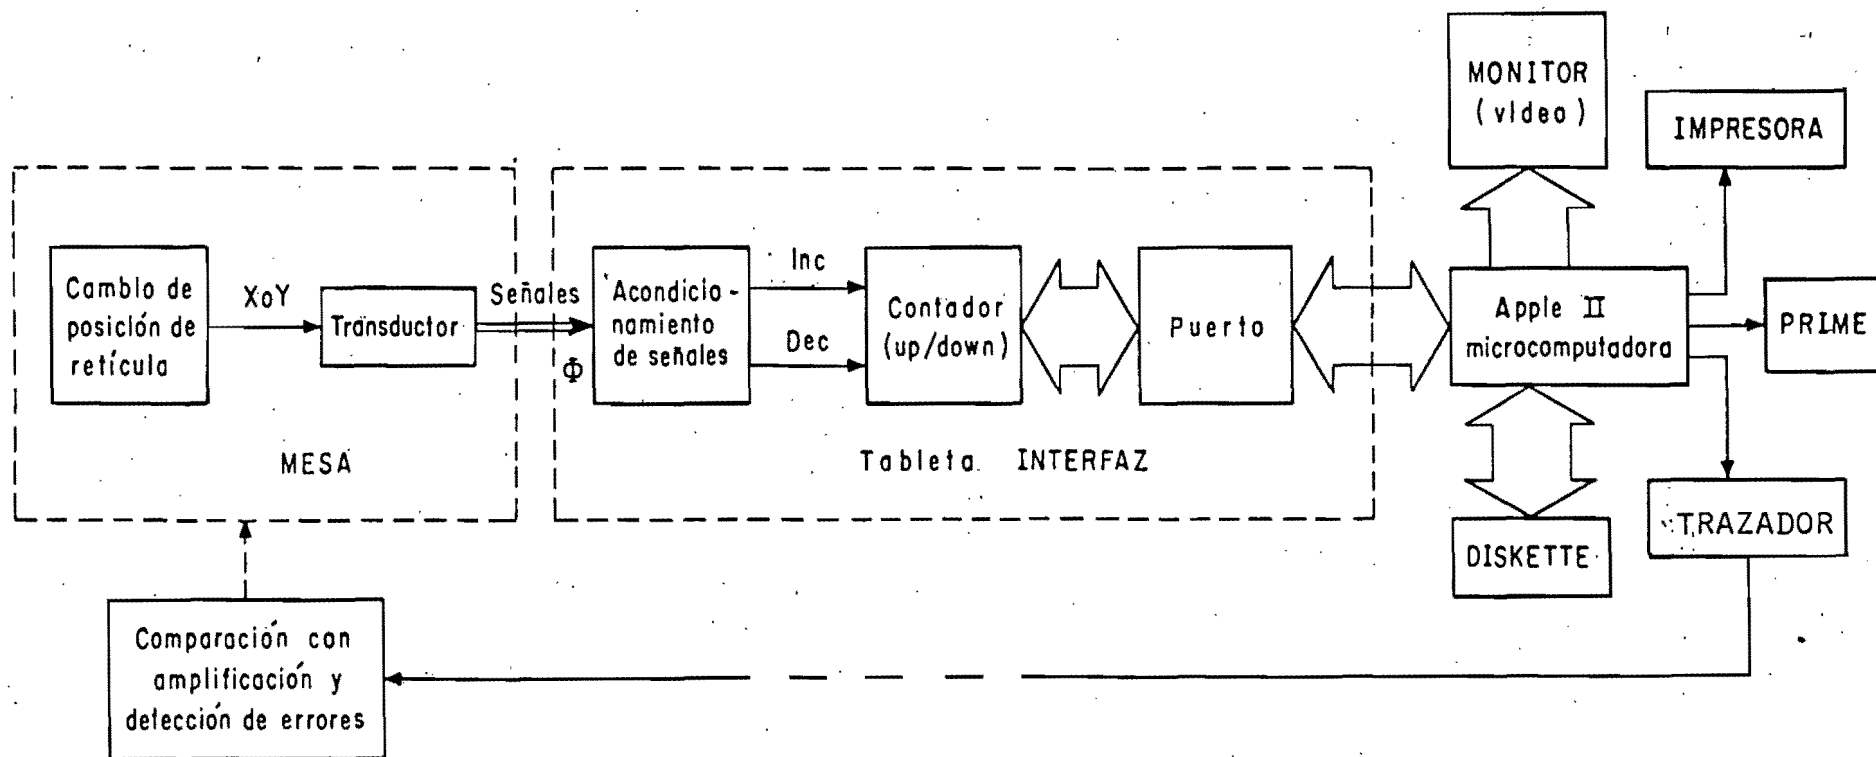 MONITOR
(vídeo)
IMPRESORA
Cambio de
posición de
retícula
XoY
Transductor
Señales
Φ
Acondicio-
namiento
de señales
Inc
Dec
Contador
(up/down)
Puerto
Apple II
microcomputadora
PRIME
MESA
Tableta INTERFAZ
DISKETTE
TRAZADOR
Comparación con
amplificación y
detección de errores